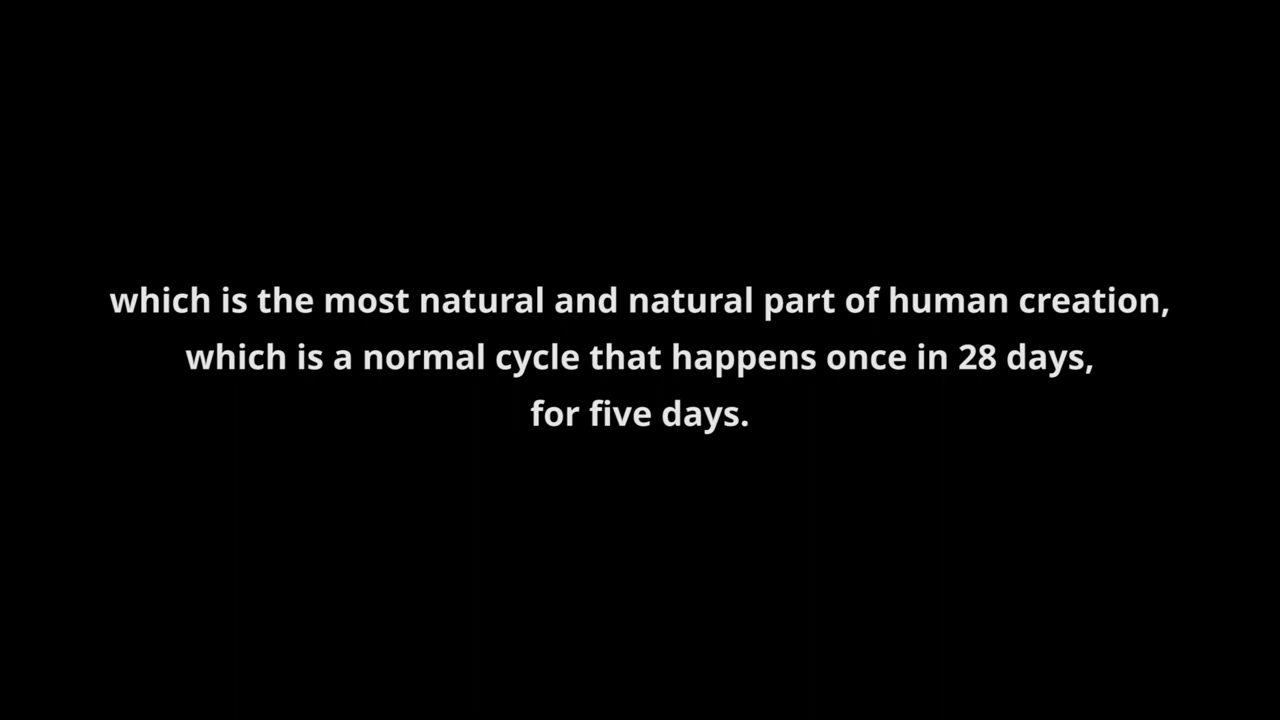 which is the most natural and natural part of human creation,
which is a normal cycle that happens once in 28 days,
for five days.